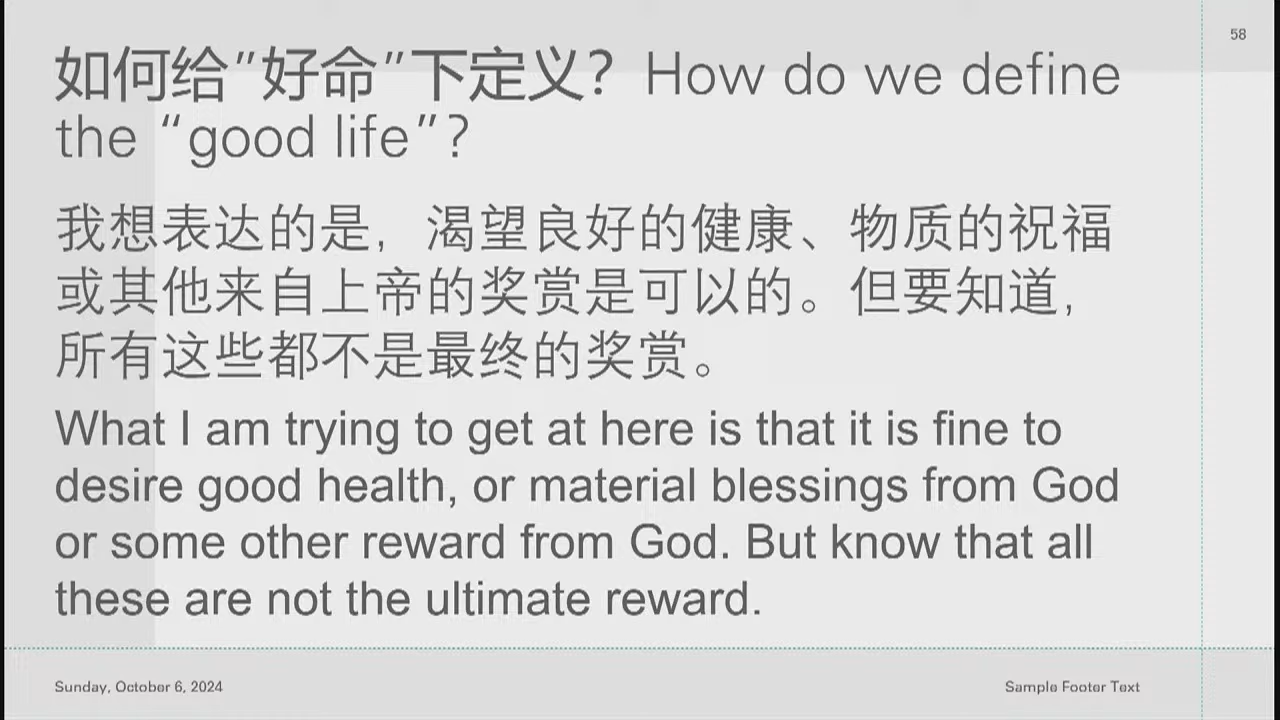 58
如何给"好命"下定义？How do we define
the “good life”?
我想表达的是，渴望良好的健康、物质的祝福
或其他来自上帝的奖赏是可以的。但要知道，
所有这些都不是最终的奖赏。
What I am trying to get at here is that it is fine to
desire good health, or material blessings from God
or some other reward from God. But know that all
these are not the ultimate reward.
Sunday, October 6, 2024
Sample Footer Text